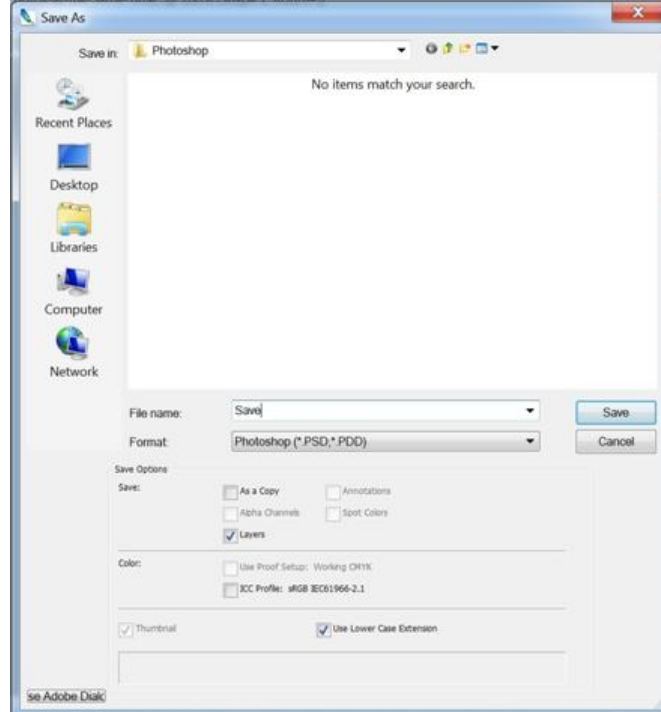 Save As
Save in:
Photoshop
No items match your search.
Recent Places
Desktop
Libraries
Computer
Network
File name:
Save
Save
Format:
Photoshop (*.PSD,*.PDD)
Cancel
Save Options
Save:
As a Copy
Annotations
Alpha Channels
Spot Colors
Layers
Color:
Use Proof Setup: Working CMYK
ICC Profile: sRGB IEC61966-2.1
Thumbnail
Use Lower Case Extension
se Adobe Dialo